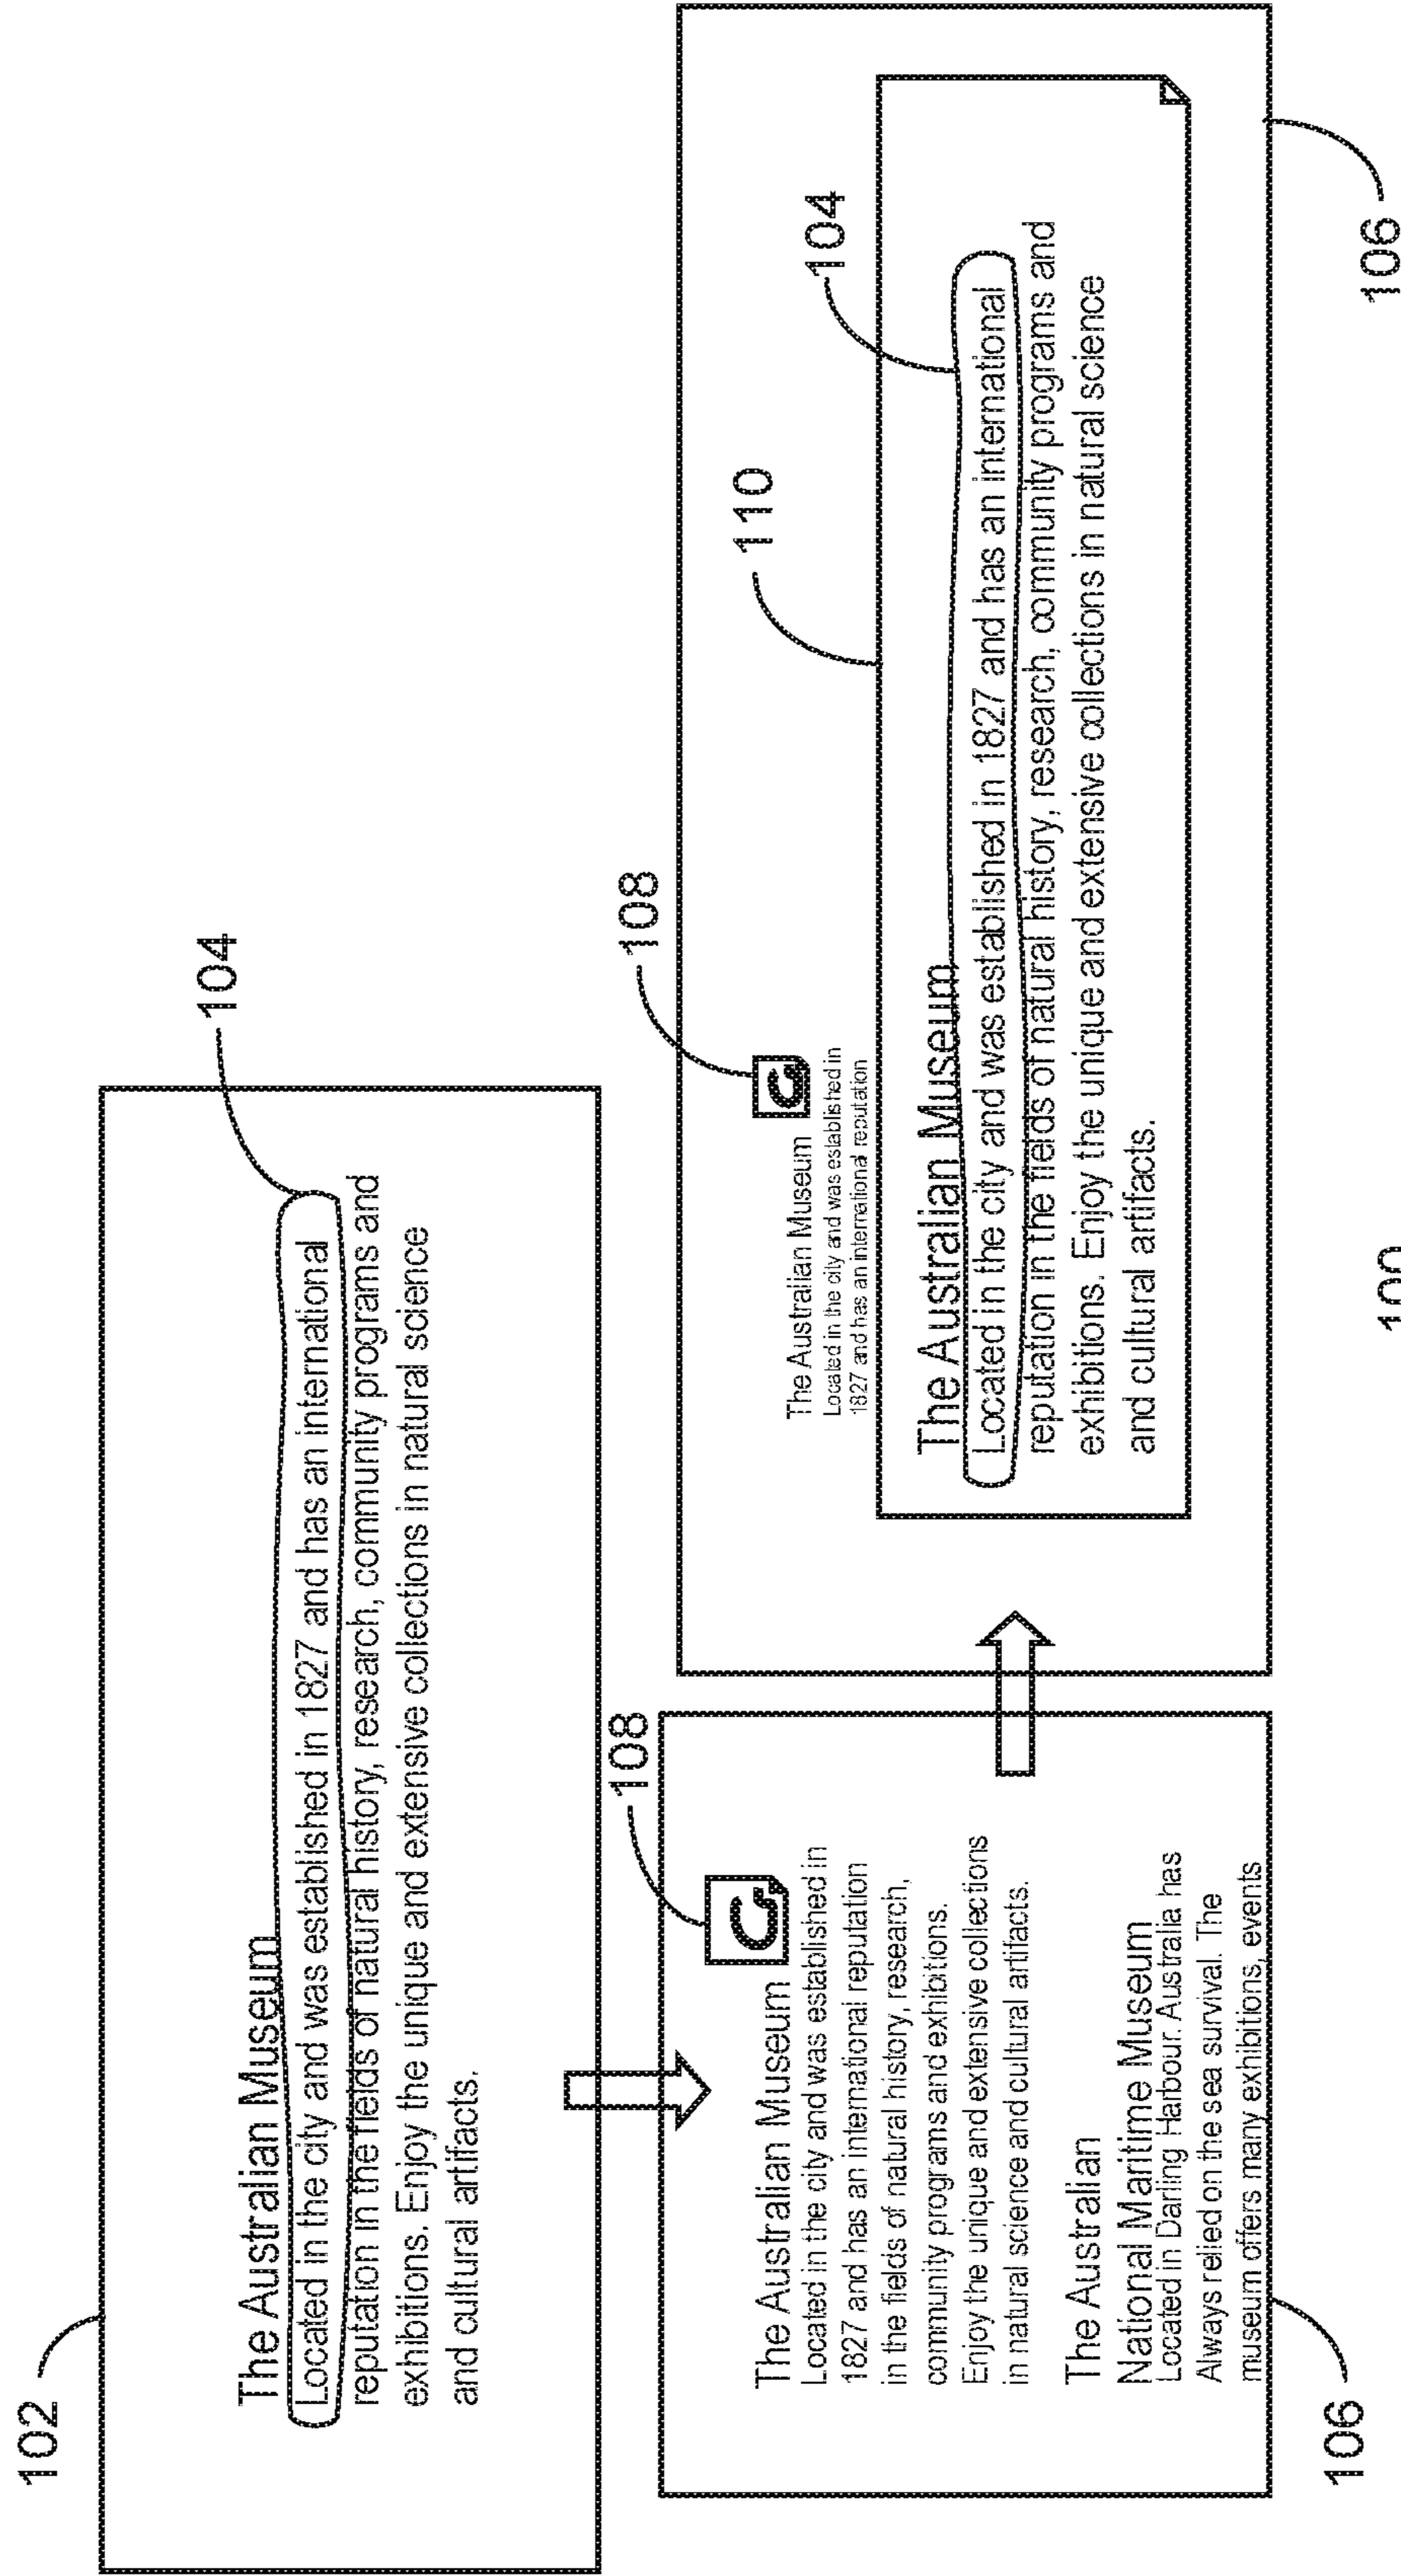 102
104
The Australian Museum
Located in the city and was established in 1827 and has an international
reputation in the fields of natural history, research, community programs and
exhibitions. Enjoy the unique and extensive collections in natural science
and cultural artifacts.
108
The Australian Museum
Located in the city and was established in
1827 and has an international reputation
in the fields of natural history, research,
community programs and exhibitions.
Enjoy the unique and extensive collections
in natural science and cultural artifacts.
The Australian
National Maritime Museum
Located in Darling Harbour. Australia has
Always relied on the sea survival. The
museum offers many exhibitions, events
106
108
The Australian Museum
Located in the city and was established in
1827 and has an international reputation
110
104
The Australian Museum
Located in the city and was established in 1827 and has an international
reputation in the fields of natural history, research, community programs and
exhibitions. Enjoy the unique and extensive collections in natural science
and cultural artifacts.
106
100